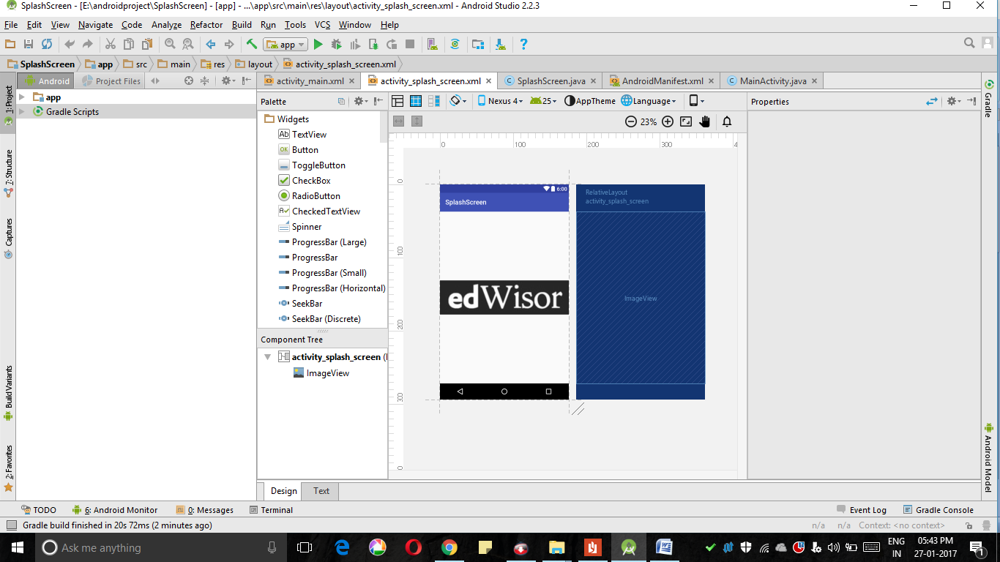 SplashScreen - [E:\androidproject\SplashScreen] - [app] - ...\app\src\main\res\layout\activity_splash_screen.xml - Android Studio 2.2.3
File Edit View Navigate Code Analyze Refactor Build Run Tools VCS Window Help
app
SplashScreen app src main res layout activity_splash_screen.xml
Android Project Files
activity_main.xml activity_splash_screen.xml SplashScreen.java AndroidManifest.xml MainActivity.java
1: Project
7: Structure
Captures
Build Variants
2: Favorites
app
Gradle Scripts
Palette
Nexus 4 25 AppTheme Language
Properties
23%
Widgets
Ab TextView
OK Button
ToggleButton
CheckBox
RadioButton
CheckedTextView
Spinner
ProgressBar (Large)
ProgressBar
ProgressBar (Small)
ProgressBar (Horizontal)
SeekBar
SeekBar (Discrete)
Component Tree
activity_splash_screen (
ImageView
0 100 200 300 4
0
100
200
300
0
6:00
SplashScreen
edWisor
RelativeLayout
activity_splash_screen
ImageView
Gradle
Android Model
Design Text
TODO 6: Android Monitor 0: Messages Terminal Event Log Gradle Console
Gradle build finished in 20s 72ms (2 minutes ago) n/a n/a Context: <no context>
Ask me anything
ENG
IN
05:43 PM
27-01-2017
1